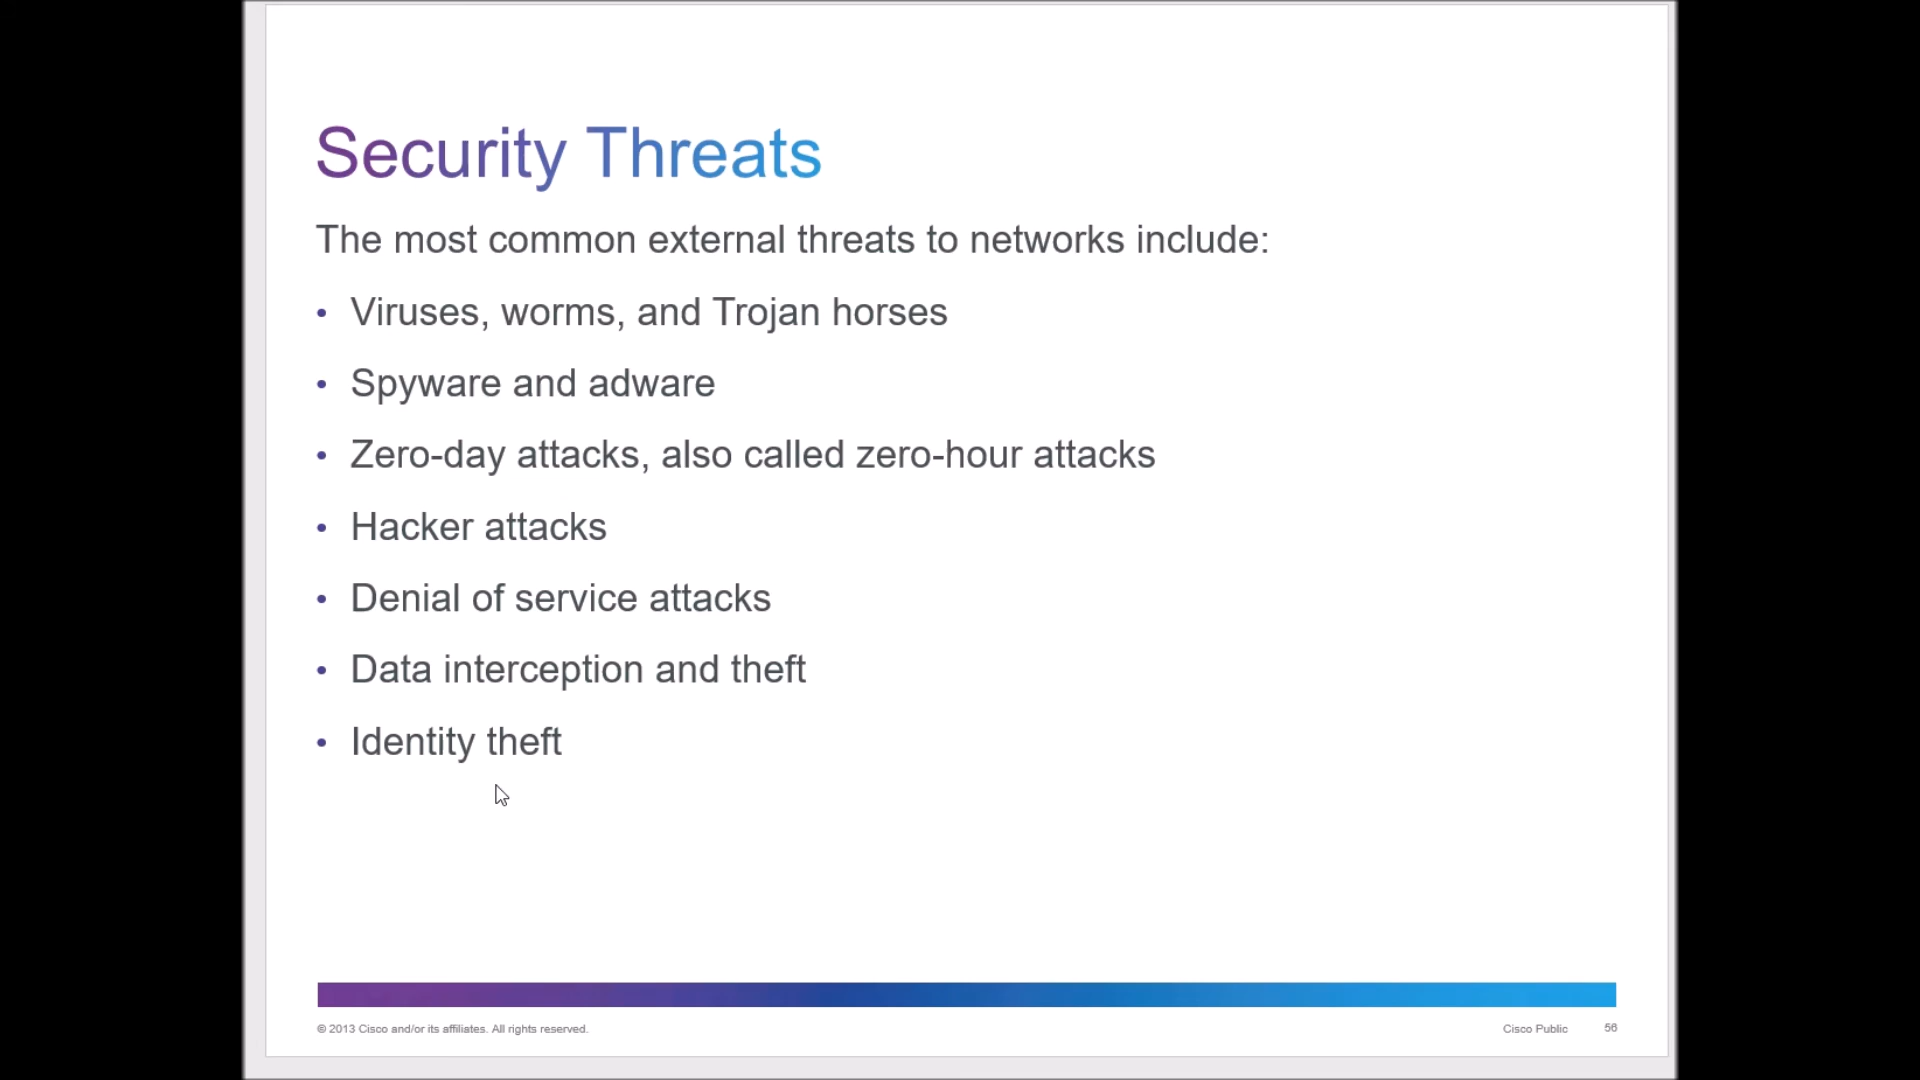 Security Threats
The most common external threats to networks include:
• Viruses, worms, and Trojan horses
• Spyware and adware
• Zero-day attacks, also called zero-hour attacks
• Hacker attacks
• Denial of service attacks
• Data interception and theft
• Identity theft
© 2013 Cisco and/or its affiliates. All rights reserved. Cisco Public 56